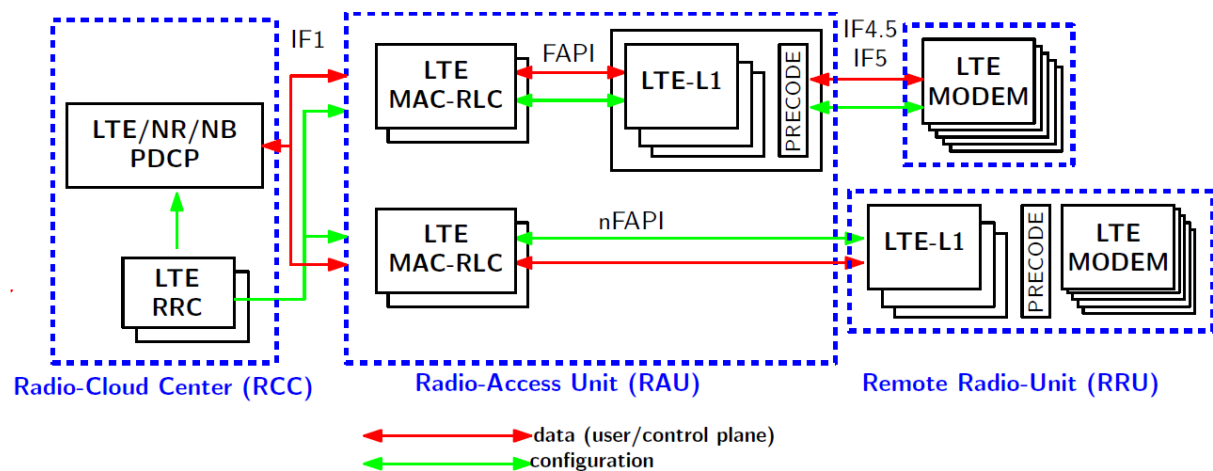 IF1
LTE/NR/NB
PDCP
LTE
RRC
Radio-Cloud Center (RCC)
LTE
MAC-RLC
FAPI
LTE-L1
PRECODE
LTE
MAC-RLC
nFAPI
Radio-Access Unit (RAU)
IF4.5
IF5
LTE
MODEM
LTE-L1
PRECODE
LTE
MODEM
Remote Radio-Unit (RRU)
data (user/control plane)
configuration